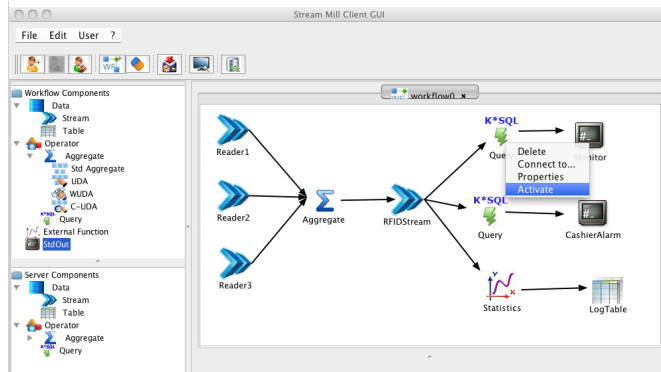 Stream Mill Client GUI
File Edit User ?
WF
Workflow Components
Data
Stream
Table
Operator
Aggregate
Std Aggregate
UDA
WUDA
C-UDA
K*SQL
Query
External Function
StdOut
Server Components
Data
Stream
Table
Operator
Aggregate
K*SQL
Query
workflow0 x
Reader1
Reader2
Reader3
Aggregate
RFIDStream
K*SQL
Query
Delete
Connect to...
Properties
Activate
Monitor
K*SQL
Query
CashierAlarm
Statistics
LogTable